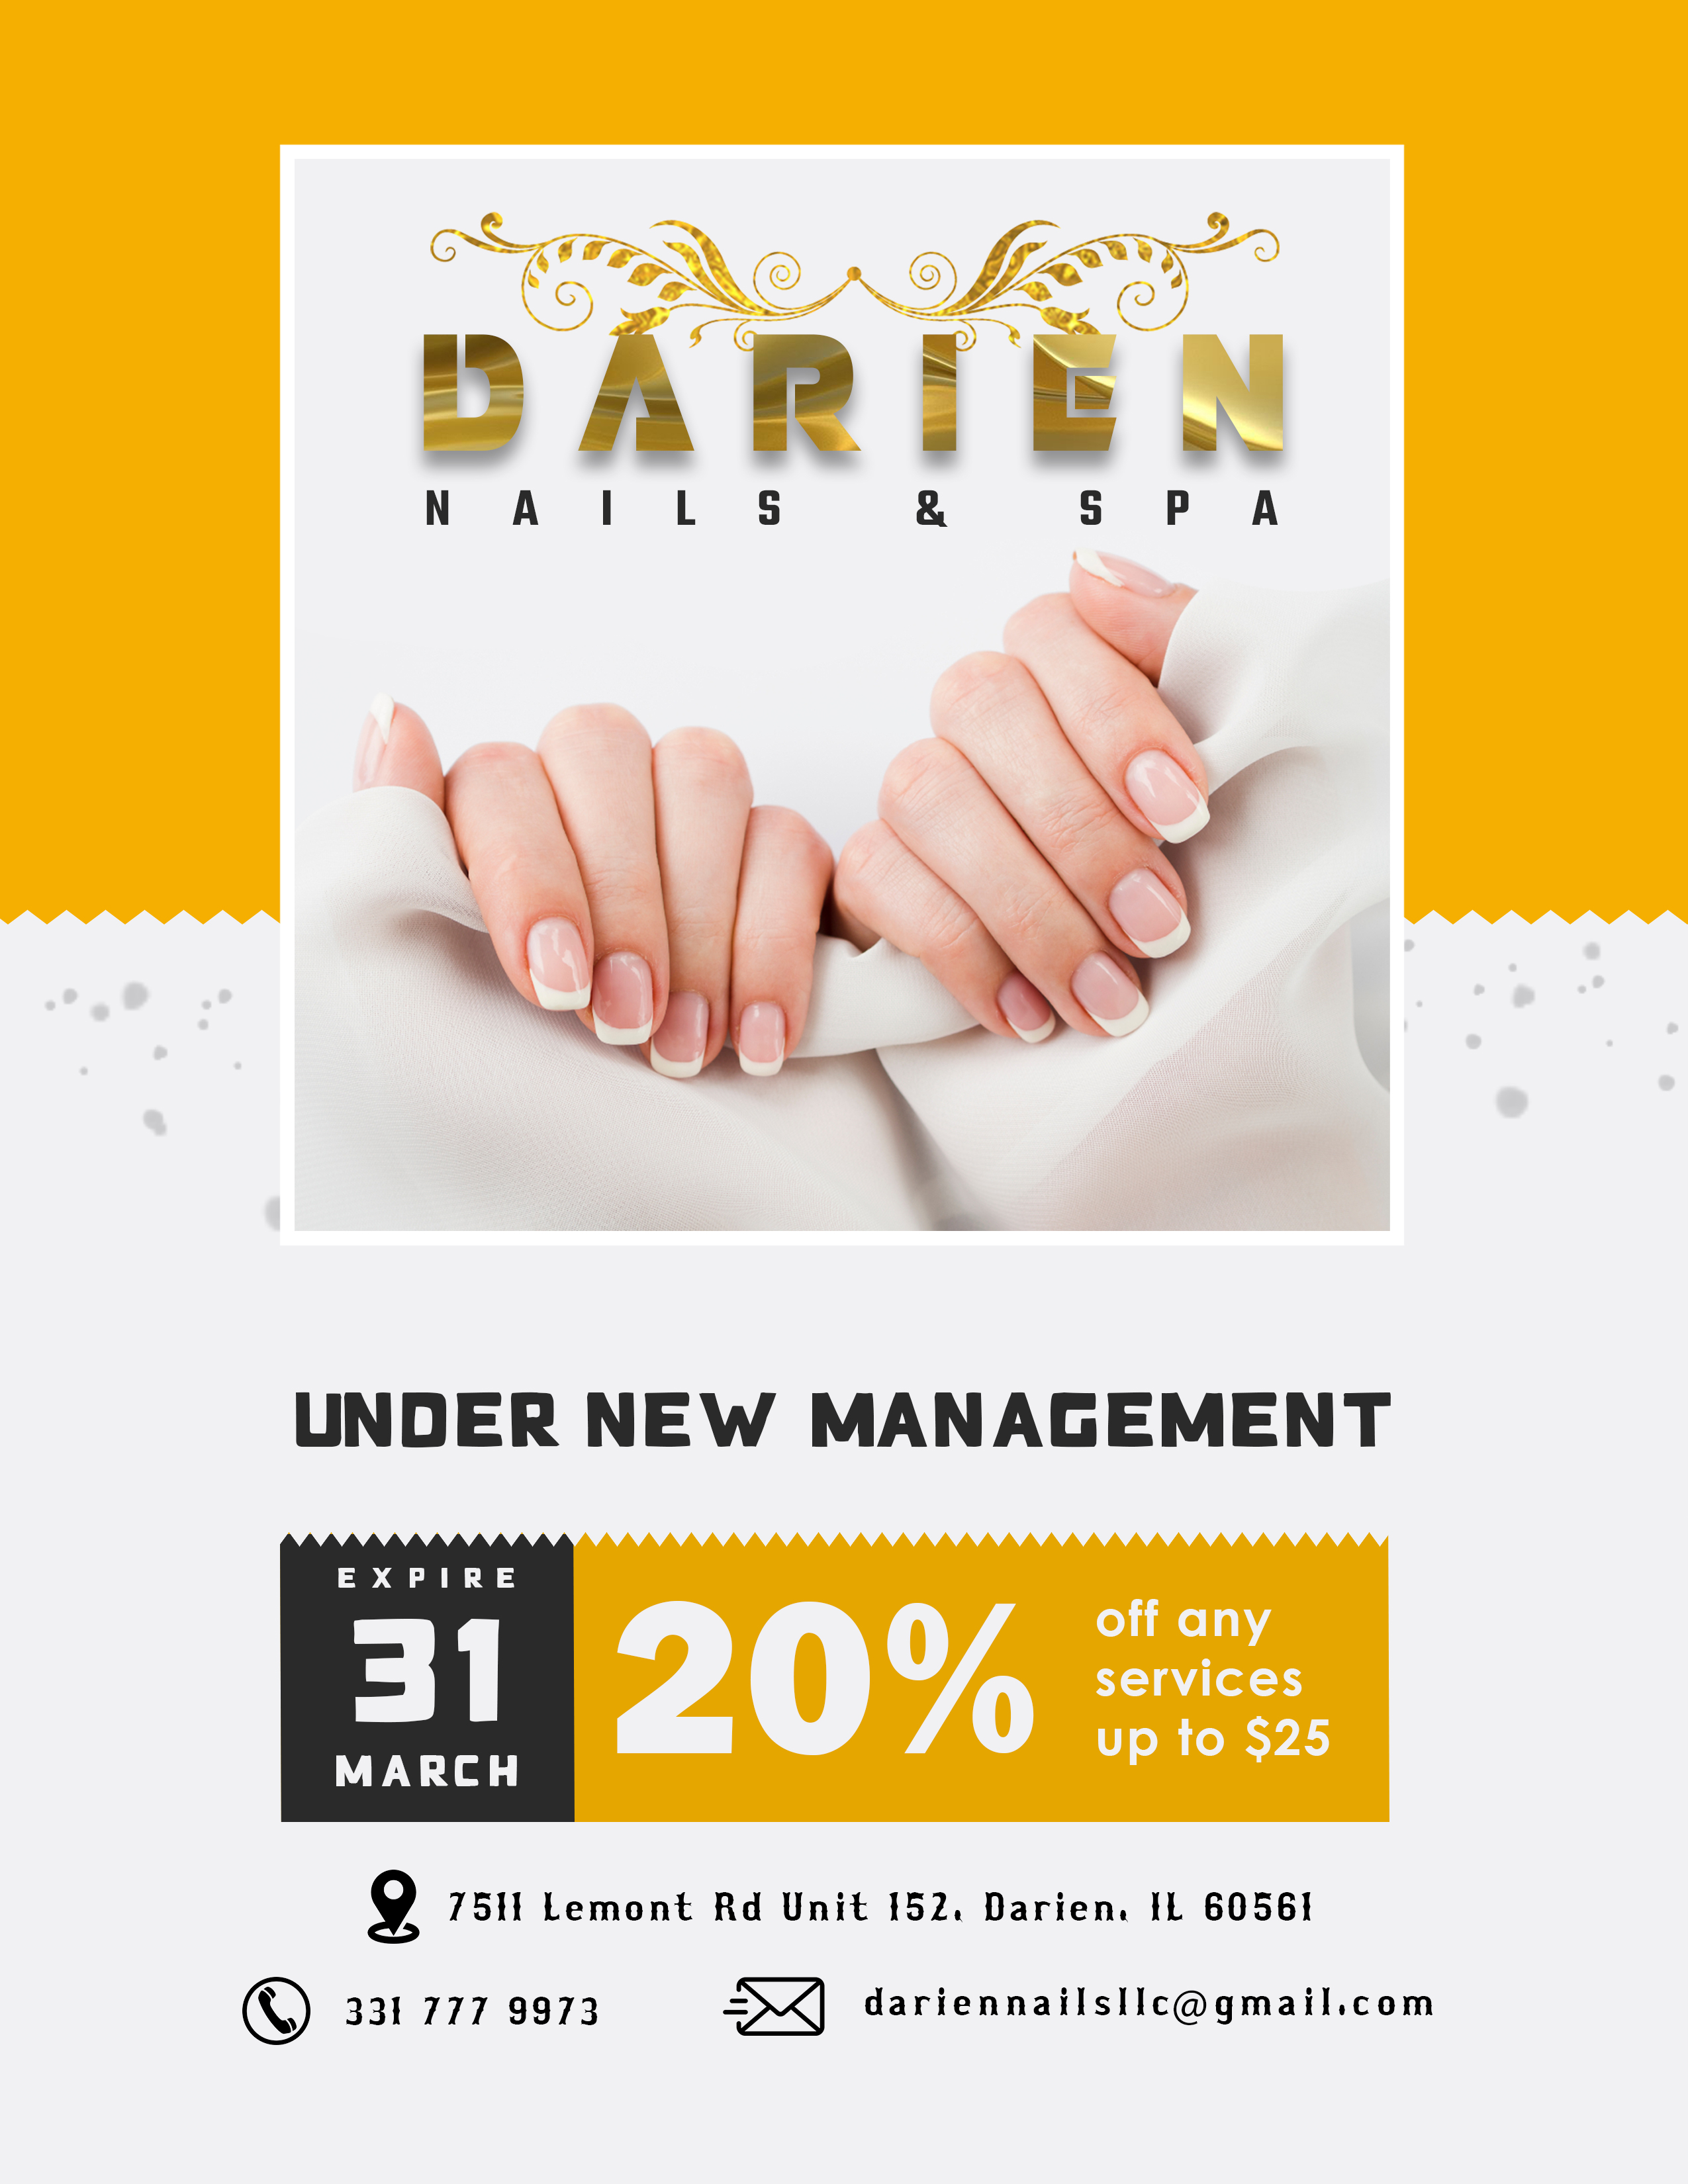 DARIEN
NAILS & SPA
UNDER NEW MANAGEMENT
EXPIRE
31
MARCH
20%
off any
services
up to $25
7511 Lemont Rd Unit 152, Darien, IL 60561
331 777 9973
dariennailsllc@gmail.com